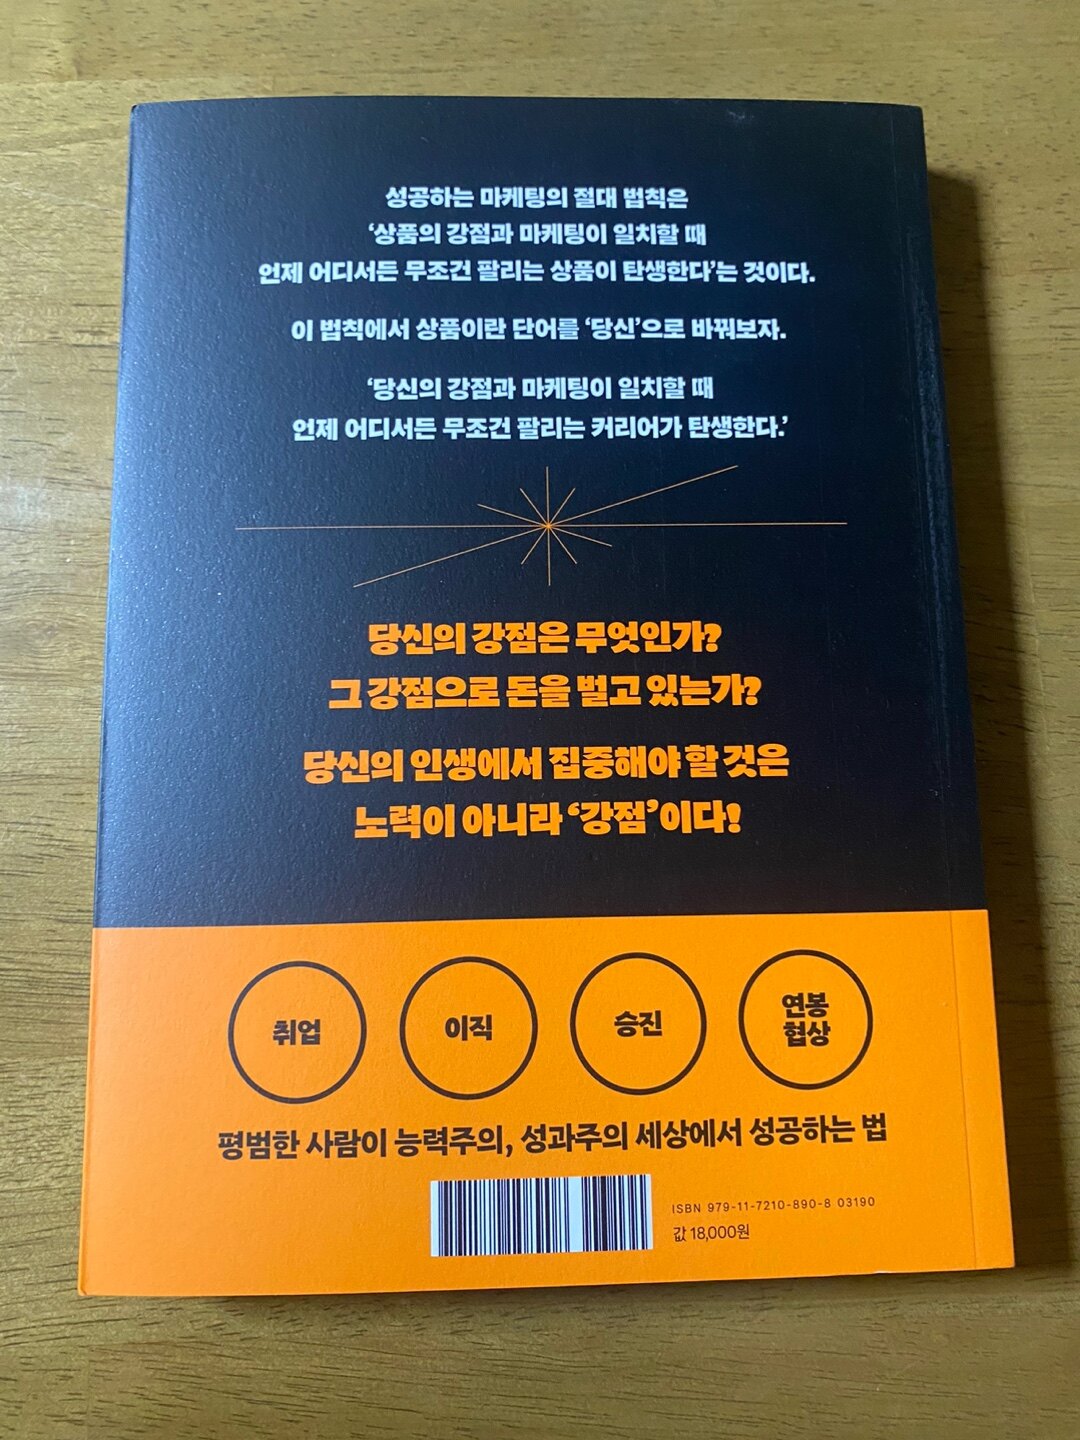 성공하는 마케팅의 절대 법칙은
‘상품의 강점과 마케팅이 일치할 때
언제 어디서든 무조건 팔리는 상품이 탄생한다’는 것이다.
이 법칙에서 상품이란 단어를 ‘당신’으로 바꿔보자.
‘당신의 강점과 마케팅이 일치할 때
언제 어디서든 무조건 팔리는 커리어가 탄생한다.’
당신의 강점은 무엇인가?
그 강점으로 돈을 벌고 있는가?
당신의 인생에서 집중해야 할 것은
노력이 아니라 ‘강점’이다!
취업
이직
승진
연봉
협상
평범한 사람이 능력주의, 성과주의 세상에서 성공하는 법
ISBN 979-11-7210-890-8 03190
값 18,000원